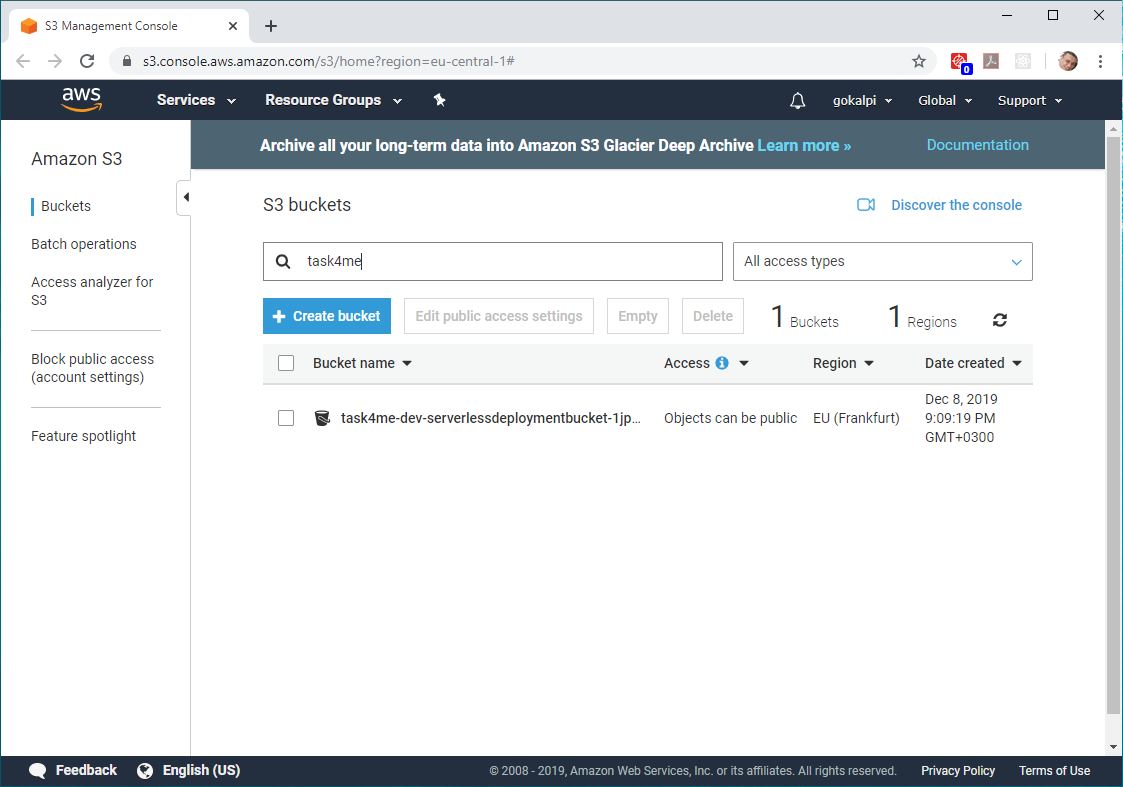 S3 Management Console
s3.console.aws.amazon.com/s3/home?region=eu-central-1#
0
aws Services Resource Groups gokalpi Global Support
Amazon S3
Buckets
Batch operations
Access analyzer for
S3
Block public access
(account settings)
Feature spotlight
Archive all your long-term data into Amazon S3 Glacier Deep Archive Learn more » Documentation
S3 buckets Discover the console
task4me All access types
Create bucket Edit public access settings Empty Delete 1 Buckets 1 Regions
Bucket name Access Region Date created
task4me-dev-serverlessdeploymentbucket-1jp... Objects can be public EU (Frankfurt) Dec 8, 2019
9:09:19 PM
GMT+0300
Feedback English (US) © 2008 - 2019, Amazon Web Services, Inc. or its affiliates. All rights reserved. Privacy Policy Terms of Use